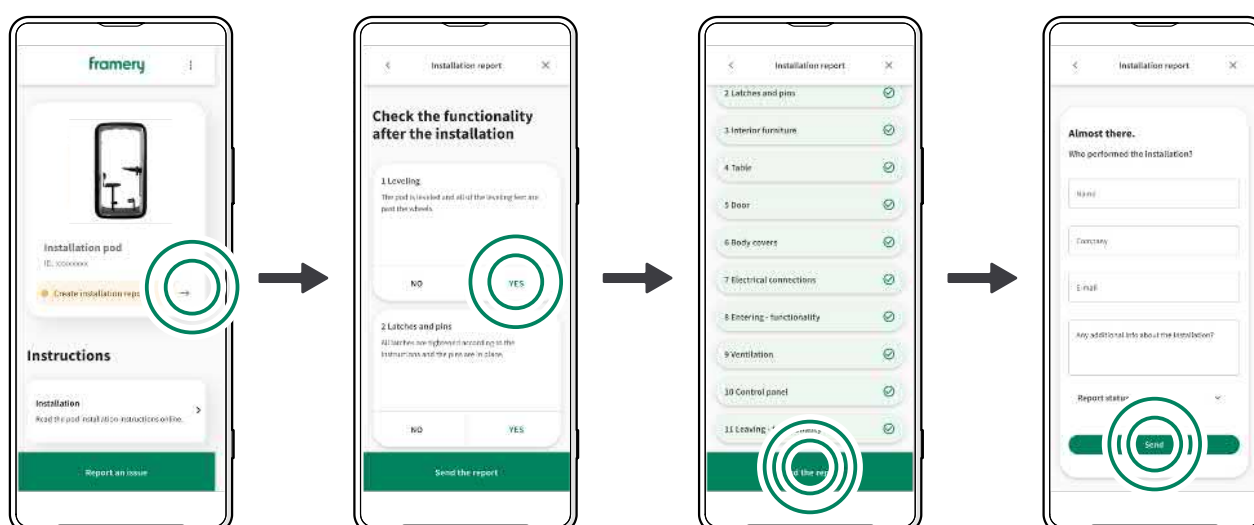 framery
Installation pod
ID: xxxxxxxxx
Create installation repo
Instructions
Installation
Read the pod installation instructions online.
Report an issue
Installation report
Check the functionality
after the installation
1 Leveling
The pod is leveled and all of the leveling feet are
past the wheels.
NO
YES
2 Latches and pins
All latches are tightened according to the
instructions and the pins are in place.
NO
YES
Send the report
Installation report
2 Latches and pins
3 Interior furniture
4 Table
5 Door
6 Body covers
7 Electrical connections
8 Entering - functionality
9 Ventilation
10 Control panel
11 Leaving -
d the rep
Installation report
Almost there.
Who performed the installation?
Name
Company
E-mail
Any additional info about the installation?
Report status
Send